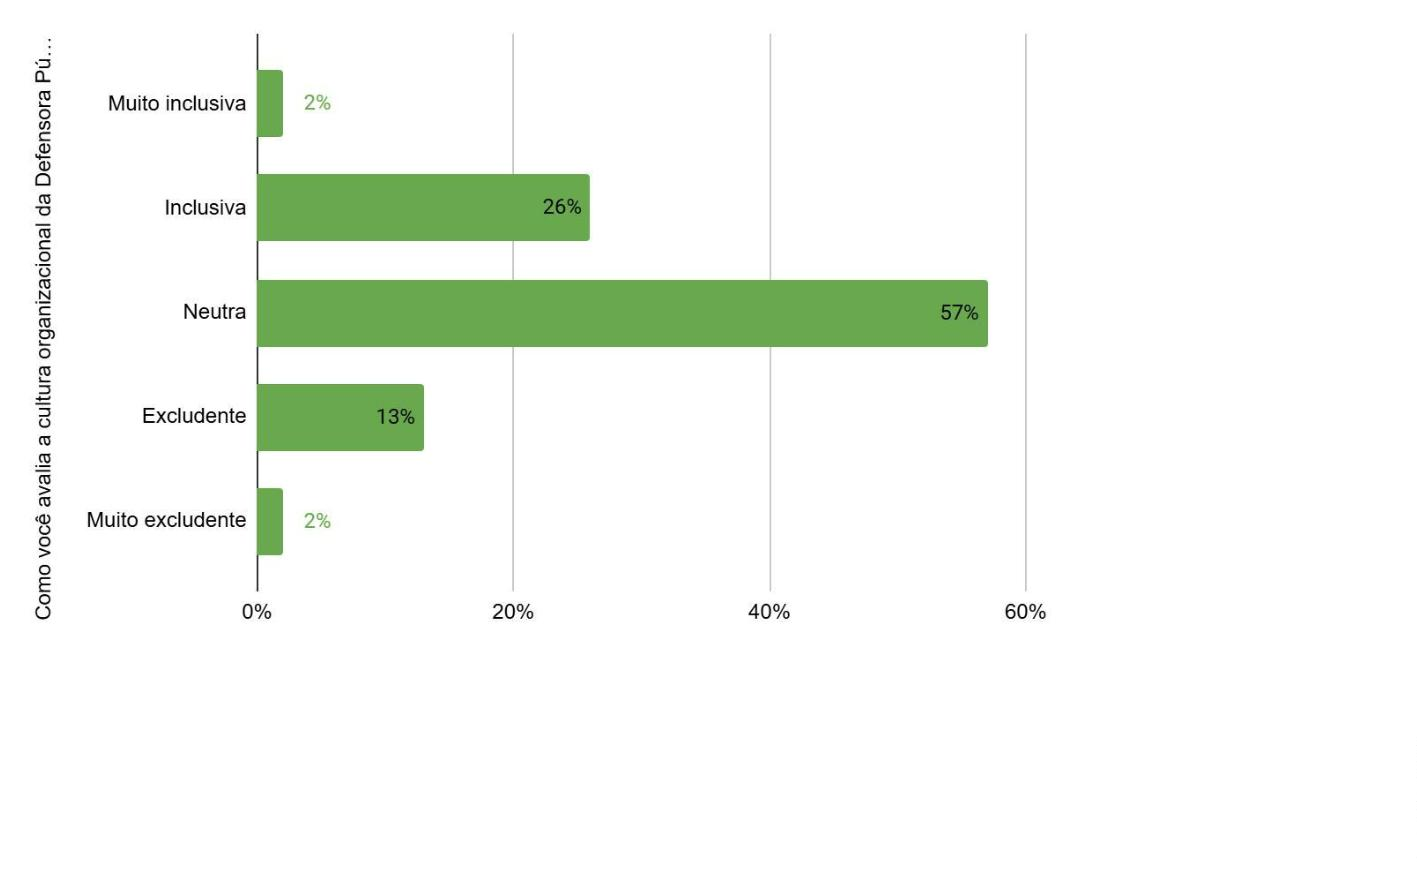 Como você avalia a cultura organizacional da Defensora Pú…
Muito inclusiva 2%
Inclusiva 26%
Neutra 57%
Excludente 13%
Muito excludente 2%
0% 20% 40% 60%